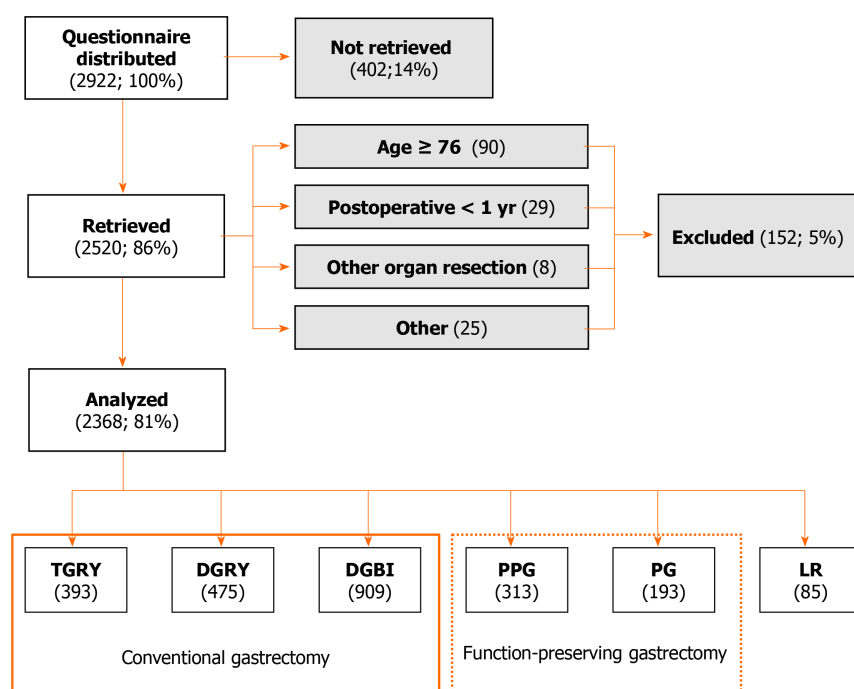 Questionnaire
distributed
(2922; 100%)
Not retrieved
(402;14%)
Age ≥ 76 (90)
Postoperative < 1 yr (29)
Retrieved
(2520; 86%)
Excluded (152; 5%)
Other organ resection (8)
Other (25)
Analyzed
(2368; 81%)
TGRY
(393)
DGRY
(475)
DGBI
(909)
PPG
(313)
PG
(193)
LR
(85)
Conventional gastrectomy
Function-preserving gastrectomy